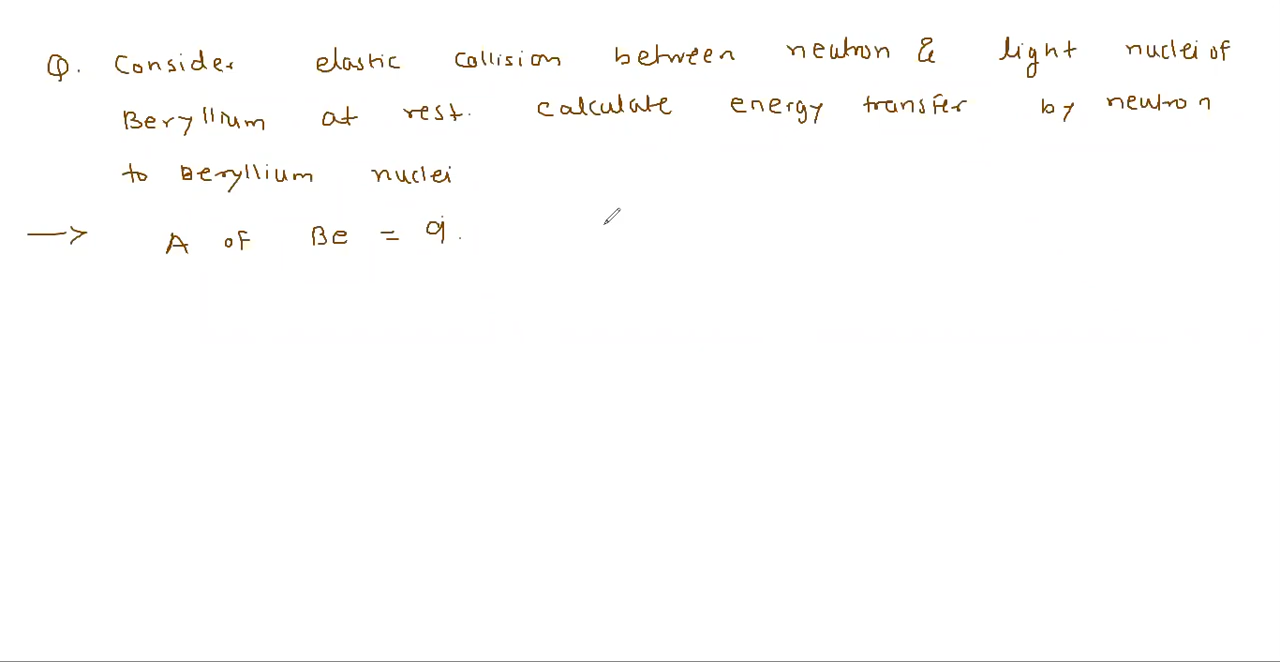 Q. Consider elastic collision between neutron & light nuclei of
Beryllium at rest. calculate energy transfer by neutron
to Beryllium nuclei
→ A of Be = 9.